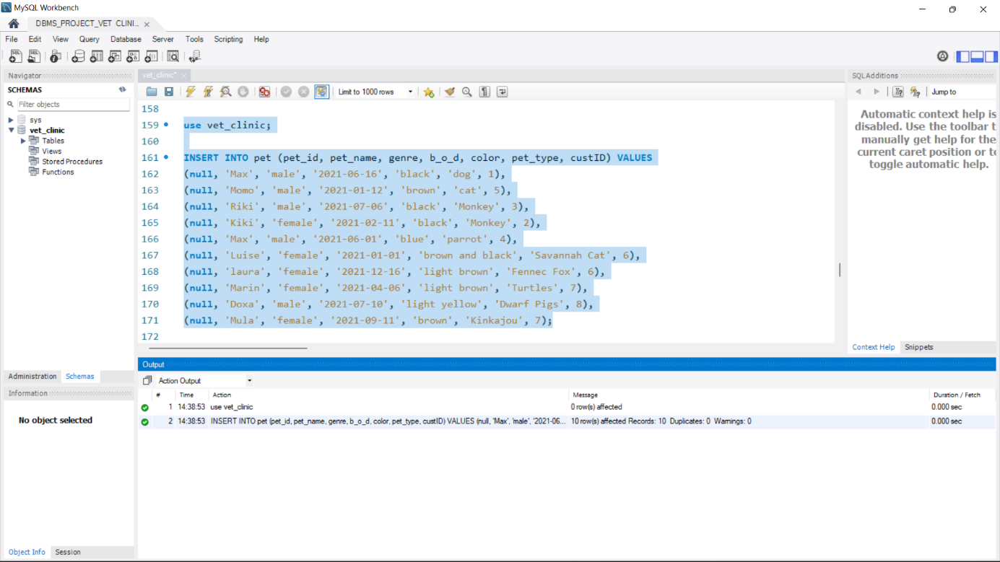 MySQL Workbench
DBMS_PROJECT_VET CLINI... ×
File Edit View Query Database Server Tools Scripting Help
Navigator
SCHEMAS
Filter objects
sys
vet_clinic
Tables
Views
Stored Procedures
Functions
Administration Schemas
Information
No object selected
Object Info Session
vet_clinic* ×
Limit to 1000 rows
158
159 use vet_clinic;
160
161 INSERT INTO pet (pet_id, pet_name, genre, b_o_d, color, pet_type, custID) VALUES
162 (null, 'Max', 'male', '2021-06-16', 'black', 'dog', 1),
163 (null, 'Momo', 'male', '2021-01-12', 'brown', 'cat', 5),
164 (null, 'Riki', 'male', '2021-07-06', 'black', 'Monkey', 3),
165 (null, 'Kiki', 'female', '2021-02-11', 'black', 'Monkey', 2),
166 (null, 'Max', 'male', '2021-06-01', 'blue', 'parrot', 4),
167 (null, 'Luise', 'female', '2021-01-01', 'brown and black', 'Savannah Cat', 6),
168 (null, 'laura', 'female', '2021-12-16', 'light brown', 'Fennec Fox', 6),
169 (null, 'Marin', 'female', '2021-04-06', 'light brown', 'Turtles', 7),
170 (null, 'Doxa', 'male', '2021-07-10', 'light yellow', 'Dwarf Pigs', 8),
171 (null, 'Mula', 'female', '2021-09-11', 'brown', 'Kinkajou', 7);
172
SQLAdditions
Jump to
Automatic context help is
disabled. Use the toolbar t
manually get help for the
current caret position or to
toggle automatic help.
Context Help Snippets
Output
Action Output
# Time Action Message Duration / Fetch
1 14:38:53 use vet_clinic 0 row(s) affected 0.000 sec
2 14:38:53 INSERT INTO pet (pet_id, pet_name, genre, b_o_d, color, pet_type, custID) VALUES (null, 'Max', 'male', '2021-06... 10 row(s) affected Records: 10 Duplicates: 0 Warnings: 0 0.000 sec